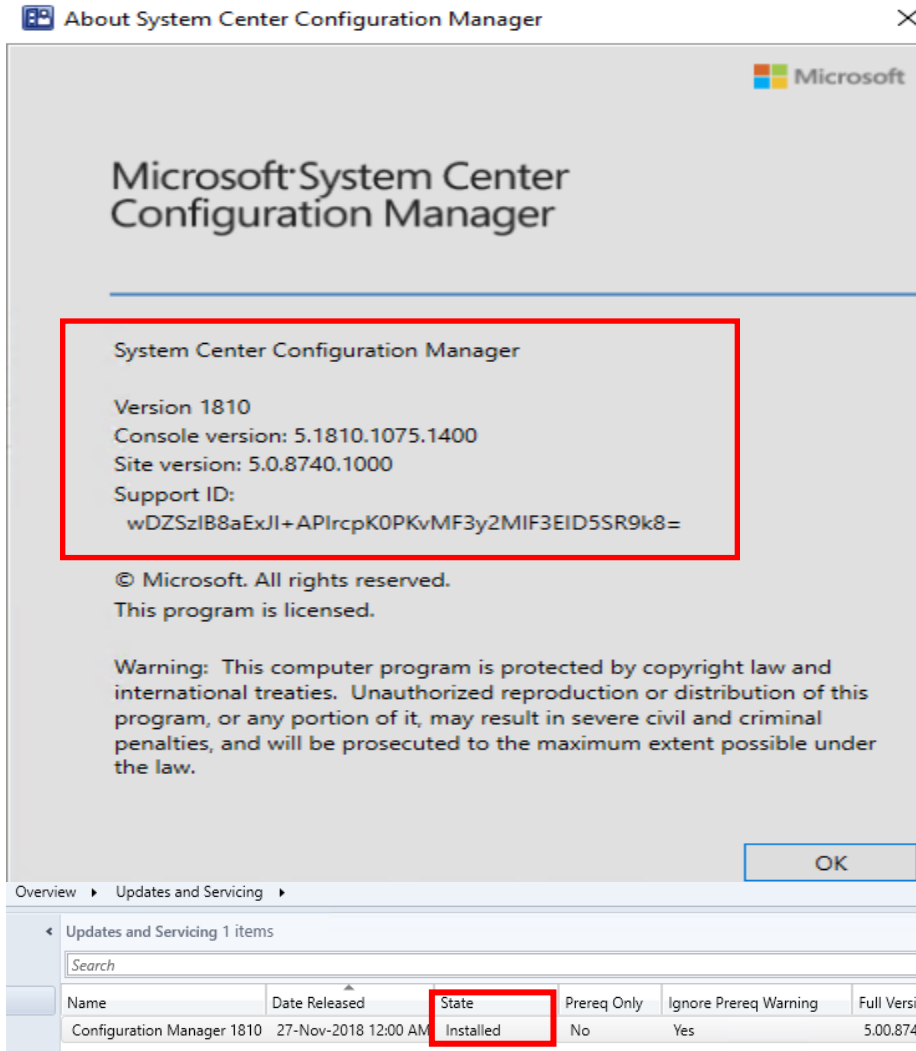 About System Center Configuration Manager
Microsoft
Microsoft System Center
Configuration Manager
System Center Configuration Manager
Version 1810
Console version: 5.1810.1075.1400
Site version: 5.0.8740.1000
Support ID:
wDZSzIB8aExJI+APIrcpK0PKvMF3y2MIF3EID5SR9k8=
© Microsoft. All rights reserved.
This program is licensed.
Warning: This computer program is protected by copyright law and
international treaties. Unauthorized reproduction or distribution of this
program, or any portion of it, may result in severe civil and criminal
penalties, and will be prosecuted to the maximum extent possible under
the law.
OK
Overview Updates and Servicing
Updates and Servicing 1 items
Search
Name Date Released State Prereq Only Ignore Prereq Warning Full Versi
Configuration Manager 1810 27-Nov-2018 12:00 AM Installed No Yes 5.00.874